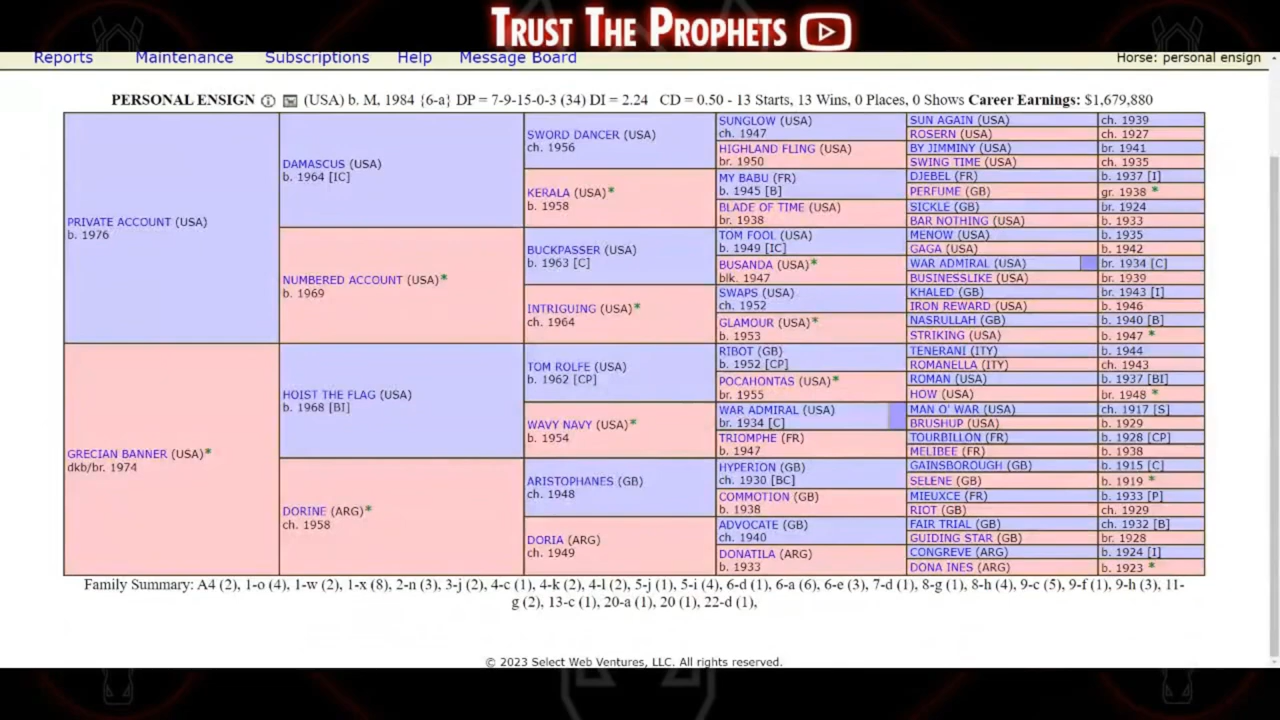 TRUST THE PROPHETS
Reports Maintenance Subscriptions Help Message Board Horse: personal ensign
PERSONAL ENSIGN (USA) b. M, 1984 {6-a} DP = 7-9-15-0-3 (34) DI = 2.24 CD = 0.50 - 13 Starts, 13 Wins, 0 Places, 0 Shows Career Earnings: $1,679,880
PRIVATE ACCOUNT (USA)
b. 1976
GRECIAN BANNER (USA)*
dkb/br. 1974
DAMASCUS (USA)
b. 1964 [IC]
NUMBERED ACCOUNT (USA)*
b. 1969
HOIST THE FLAG (USA)
b. 1968 [BI]
DORINE (ARG)*
ch. 1958
SWORD DANCER (USA)
ch. 1956
KERALA (USA)*
b. 1958
BUCKPASSER (USA)
b. 1963 [C]
INTRIGUING (USA)*
ch. 1964
TOM ROLFE (USA)
b. 1962 [CP]
WAVY NAVY (USA)*
b. 1954
ARISTOPHANES (GB)
ch. 1948
DORIA (ARG)
ch. 1949
SUNGLOW (USA)
ch. 1947
HIGHLAND FLING (USA)
br. 1950
MY BABU (FR)
b. 1945 [B]
BLADE OF TIME (USA)
br. 1938
TOM FOOL (USA)
b. 1949 [IC]
BUSANDA (USA)*
blk. 1947
SWAPS (USA)
ch. 1952
GLAMOUR (USA)*
b. 1953
RIBOT (GB)
b. 1952 [CP]
POCAHONTAS (USA)*
br. 1955
WAR ADMIRAL (USA)
br. 1934 [C]
TRIOMPHE (FR)
b. 1947
HYPERION (GB)
ch. 1930 [BC]
COMMOTION (GB)
b. 1938
ADVOCATE (GB)
ch. 1940
DONATILA (ARG)
b. 1933
SUN AGAIN (USA) ch. 1939
ROSERN (USA) ch. 1927
BY JIMMINY (USA) br. 1941
SWING TIME (USA) ch. 1935
DJEBEL (FR) b. 1937 [I]
PERFUME (GB) gr. 1938 *
SICKLE (GB) br. 1924
BAR NOTHING (USA) b. 1933
MENOW (USA) b. 1935
GAGA (USA) b. 1942
WAR ADMIRAL (USA) br. 1934 [C]
BUSINESSLIKE (USA) br. 1939
KHALED (GB) br. 1943 [I]
IRON REWARD (USA) b. 1946
NASRULLAH (GB) b. 1940 [B]
STRIKING (USA) b. 1947 *
TENERANI (ITY) b. 1944
ROMANELLA (ITY) ch. 1943
ROMAN (USA) b. 1937 [BI]
HOW (USA) br. 1948 *
MAN O' WAR (USA) ch. 1917 [S]
BRUSHUP (USA) b. 1929
TOURBILLON (FR) b. 1928 [CP]
MELIBEE (FR) b. 1938
GAINSBOROUGH (GB) b. 1915 [C]
SELENE (GB) b. 1919 *
MIEUXCE (FR) b. 1933 [P]
RIOT (GB) ch. 1929
FAIR TRIAL (GB) ch. 1932 [B]
GUIDING STAR (GB) br. 1928
CONGREVE (ARG) b. 1924 [I]
DONA INES (ARG) b. 1923 *
Family Summary: A4 (2), 1-o (4), 1-w (2), 1-x (8), 2-n (3), 3-j (2), 4-c (1), 4-k (2), 4-l (2), 5-j (1), 5-i (4), 6-d (1), 6-a (6), 6-e (3), 7-d (1), 8-g (1), 8-h (4), 9-c (5), 9-f (1), 9-h (3), 11-
g (2), 13-c (1), 20-a (1), 20 (1), 22-d (1),
© 2023 Select Web Ventures, LLC. All rights reserved.